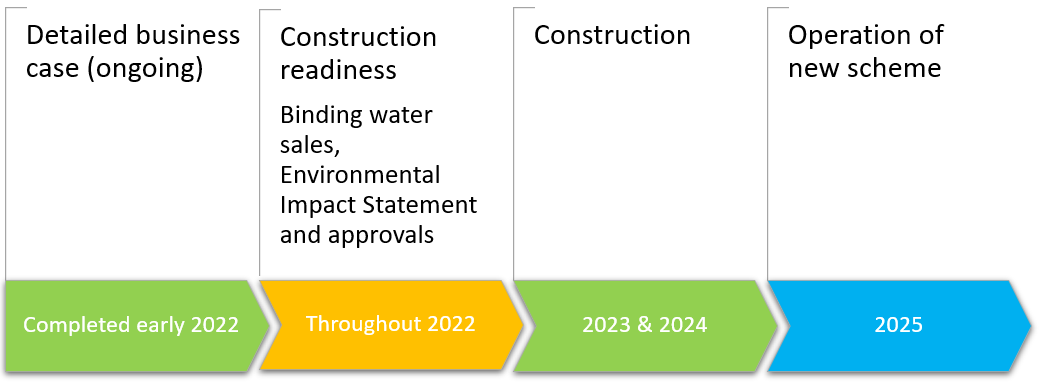 Detailed business
case (ongoing)
Construction
readiness
Binding water
sales,
Environmental
Impact Statement
and approvals
Construction
Operation of
new scheme
Completed early 2022
Throughout 2022
2023 & 2024
2025